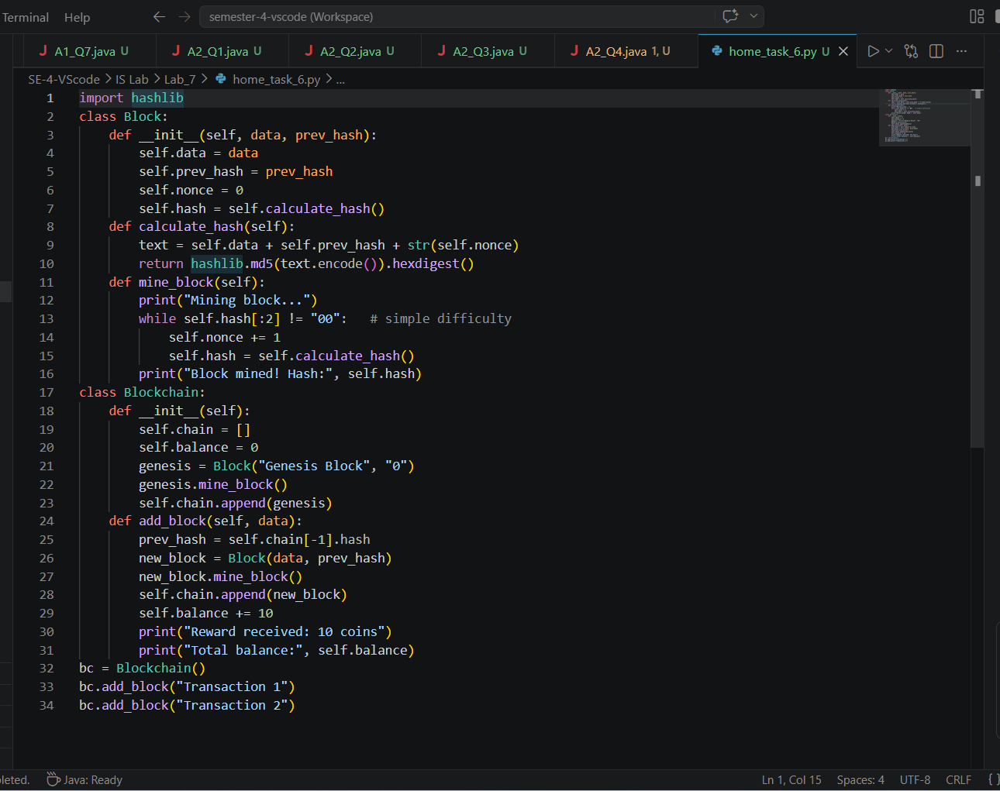 Terminal Help
semester-4-vscode (Workspace)
J A1_Q7.java U J A2_Q1.java U J A2_Q2.java U J A2_Q3.java U J A2_Q4.java 1, U home_task_6.py U
SE-4-VScode > IS Lab > Lab_7 > home_task_6.py > ...
1 import hashlib
2 class Block:
3     def __init__(self, data, prev_hash):
4         self.data = data
5         self.prev_hash = prev_hash
6         self.nonce = 0
7         self.hash = self.calculate_hash()
8     def calculate_hash(self):
9         text = self.data + self.prev_hash + str(self.nonce)
10         return hashlib.md5(text.encode()).hexdigest()
11     def mine_block(self):
12         print("Mining block...")
13         while self.hash[:2] != "00":   # simple difficulty
14             self.nonce += 1
15             self.hash = self.calculate_hash()
16         print("Block mined! Hash:", self.hash)
17 class Blockchain:
18     def __init__(self):
19         self.chain = []
20         self.balance = 0
21         genesis = Block("Genesis Block", "0")
22         genesis.mine_block()
23         self.chain.append(genesis)
24     def add_block(self, data):
25         prev_hash = self.chain[-1].hash
26         new_block = Block(data, prev_hash)
27         new_block.mine_block()
28         self.chain.append(new_block)
29         self.balance += 10
30         print("Reward received: 10 coins")
31         print("Total balance:", self.balance)
32 bc = Blockchain()
33 bc.add_block("Transaction 1")
34 bc.add_block("Transaction 2")
leted. Java: Ready Ln 1, Col 15 Spaces: 4 UTF-8 CRLF { }